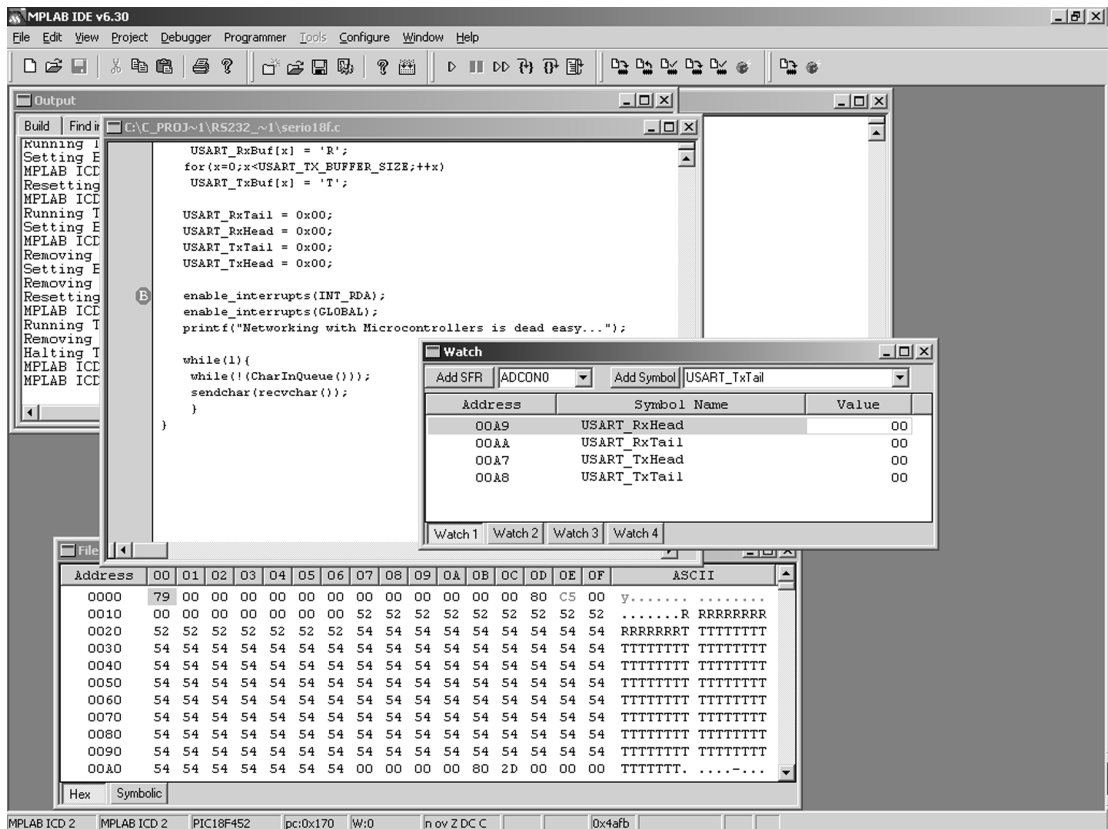 MPLAB IDE v6.30
File Edit View Project Debugger Programmer Tools Configure Window Help
Output
Build Find in
Running T
Setting E
MPLAB ICD
Resetting
MPLAB ICD
Running T
Setting E
MPLAB ICD
Removing
Setting E
Removing
Resetting
MPLAB ICD
Running T
Removing
Halting T
MPLAB ICD
MPLAB ICD
C:\C_PROJ~1\RS232_~1\serio18f.c
USART_RxBuf[x] = 'R';
for(x=0;x<USART_TX_BUFFER_SIZE;++x)
USART_TxBuf[x] = 'T';
USART_RxTail = 0x00;
USART_RxHead = 0x00;
USART_TxTail = 0x00;
USART_TxHead = 0x00;
B
enable_interrupts(INT_RDA);
enable_interrupts(GLOBAL);
printf("Networking with Microcontrollers is dead easy...");
while(1){
while(!(CharInQueue()));
sendchar(recvchar());
}
}
Watch
Add SFR ADCON0 Add Symbol USART_TxTail
Address Symbol Name Value
00A9 USART_RxHead 00
00AA USART_RxTail 00
00A7 USART_TxHead 00
00A8 USART_TxTail 00
Watch 1 Watch 2 Watch 3 Watch 4
File
Address 00 01 02 03 04 05 06 07 08 09 0A 0B 0C 0D 0E 0F ASCII
0000 79 00 00 00 00 00 00 00 00 00 00 00 00 80 C5 00 y....... ........
0010 00 00 00 00 00 00 00 52 52 52 52 52 52 52 52 52 .......R RRRRRRRR
0020 52 52 52 52 52 52 52 54 54 54 54 54 54 54 54 54 RRRRRRRT TTTTTTTT
0030 54 54 54 54 54 54 54 54 54 54 54 54 54 54 54 54 TTTTTTTT TTTTTTTT
0040 54 54 54 54 54 54 54 54 54 54 54 54 54 54 54 54 TTTTTTTT TTTTTTTT
0050 54 54 54 54 54 54 54 54 54 54 54 54 54 54 54 54 TTTTTTTT TTTTTTTT
0060 54 54 54 54 54 54 54 54 54 54 54 54 54 54 54 54 TTTTTTTT TTTTTTTT
0070 54 54 54 54 54 54 54 54 54 54 54 54 54 54 54 54 TTTTTTTT TTTTTTTT
0080 54 54 54 54 54 54 54 54 54 54 54 54 54 54 54 54 TTTTTTTT TTTTTTTT
0090 54 54 54 54 54 54 54 54 54 54 54 54 54 54 54 54 TTTTTTTT TTTTTTTT
00A0 54 54 54 54 54 54 54 00 00 00 00 80 2D 00 00 00 TTTTTTT. ....-...
Hex Symbolic
MPLAB ICD 2 MPLAB ICD 2 PIC18F452 pc:0x170 W:0 n ov Z DC C 0x4afb